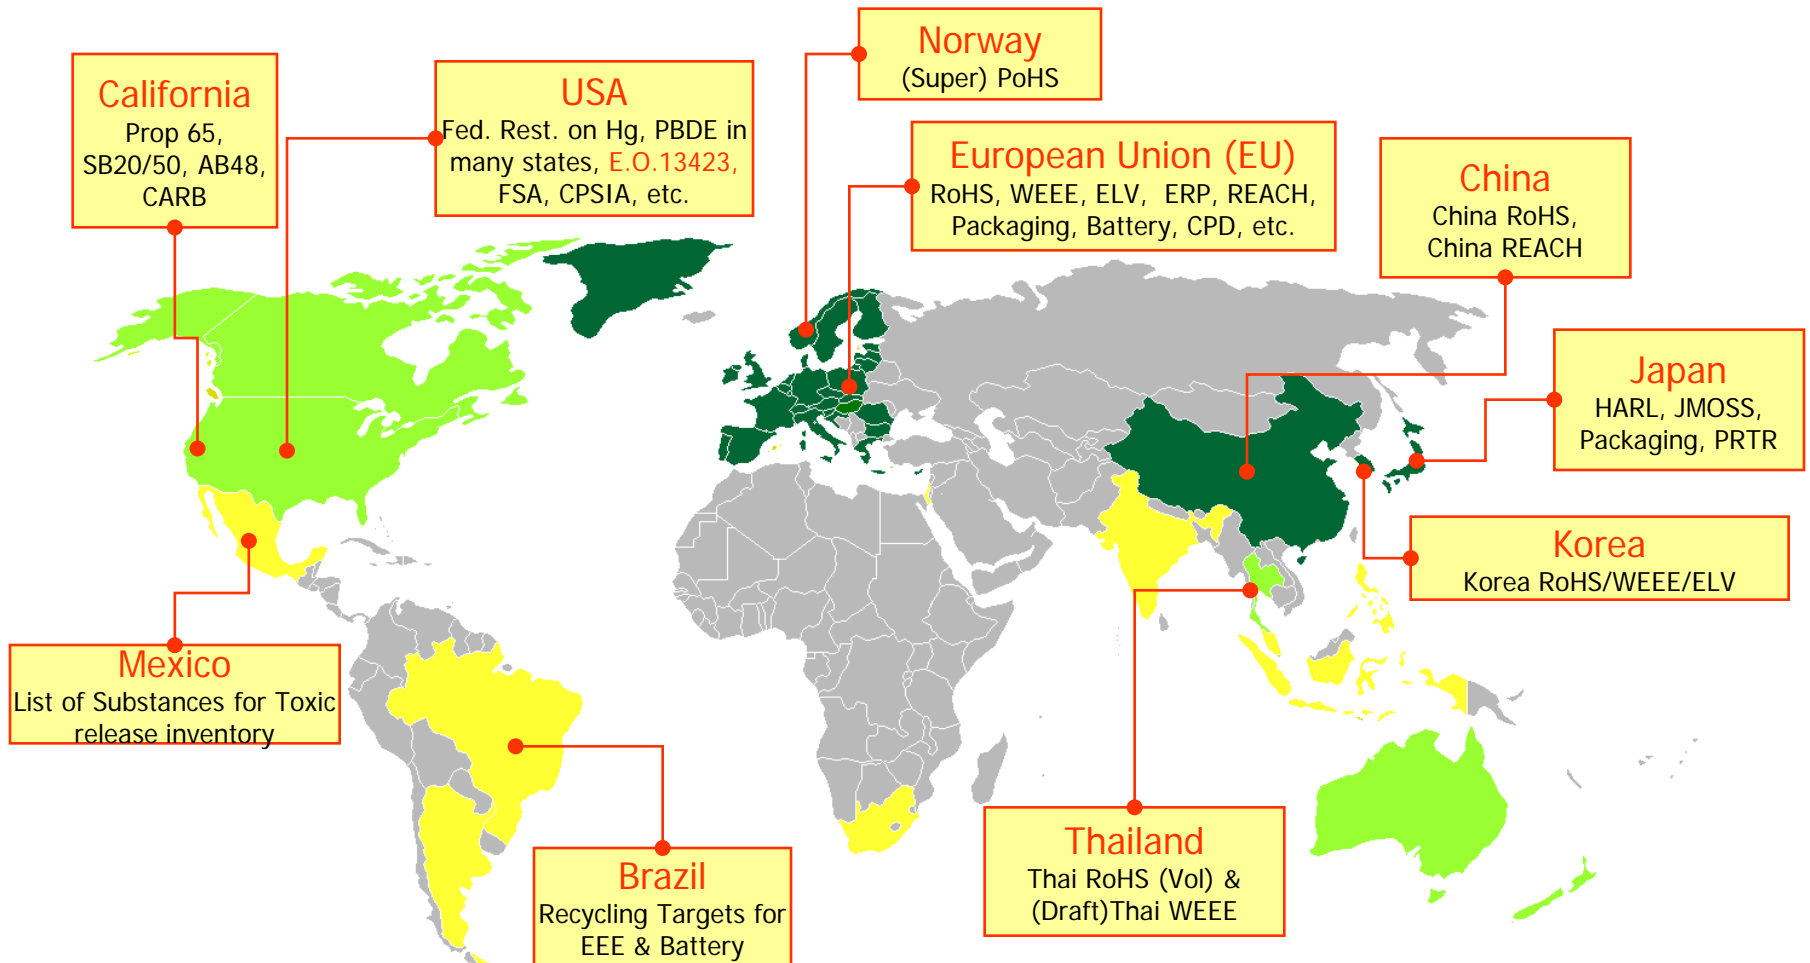 Norway
(Super) PoHS
California
Prop 65,
SB20/50, AB48,
CARB
USA
Fed. Rest. on Hg, PBDE in
many states, E.O.13423,
FSA, CPSIA, etc.
European Union (EU)
RoHS, WEEE, ELV, ERP, REACH,
Packaging, Battery, CPD, etc.
China
China RoHS,
China REACH
Japan
HARL, JMOSS,
Packaging, PRTR
Korea
Korea RoHS/WEEE/ELV
Mexico
List of Substances for Toxic
release inventory
Thailand
Thai RoHS (Vol) &
(Draft)Thai WEEE
Brazil
Recycling Targets for
EEE & Battery